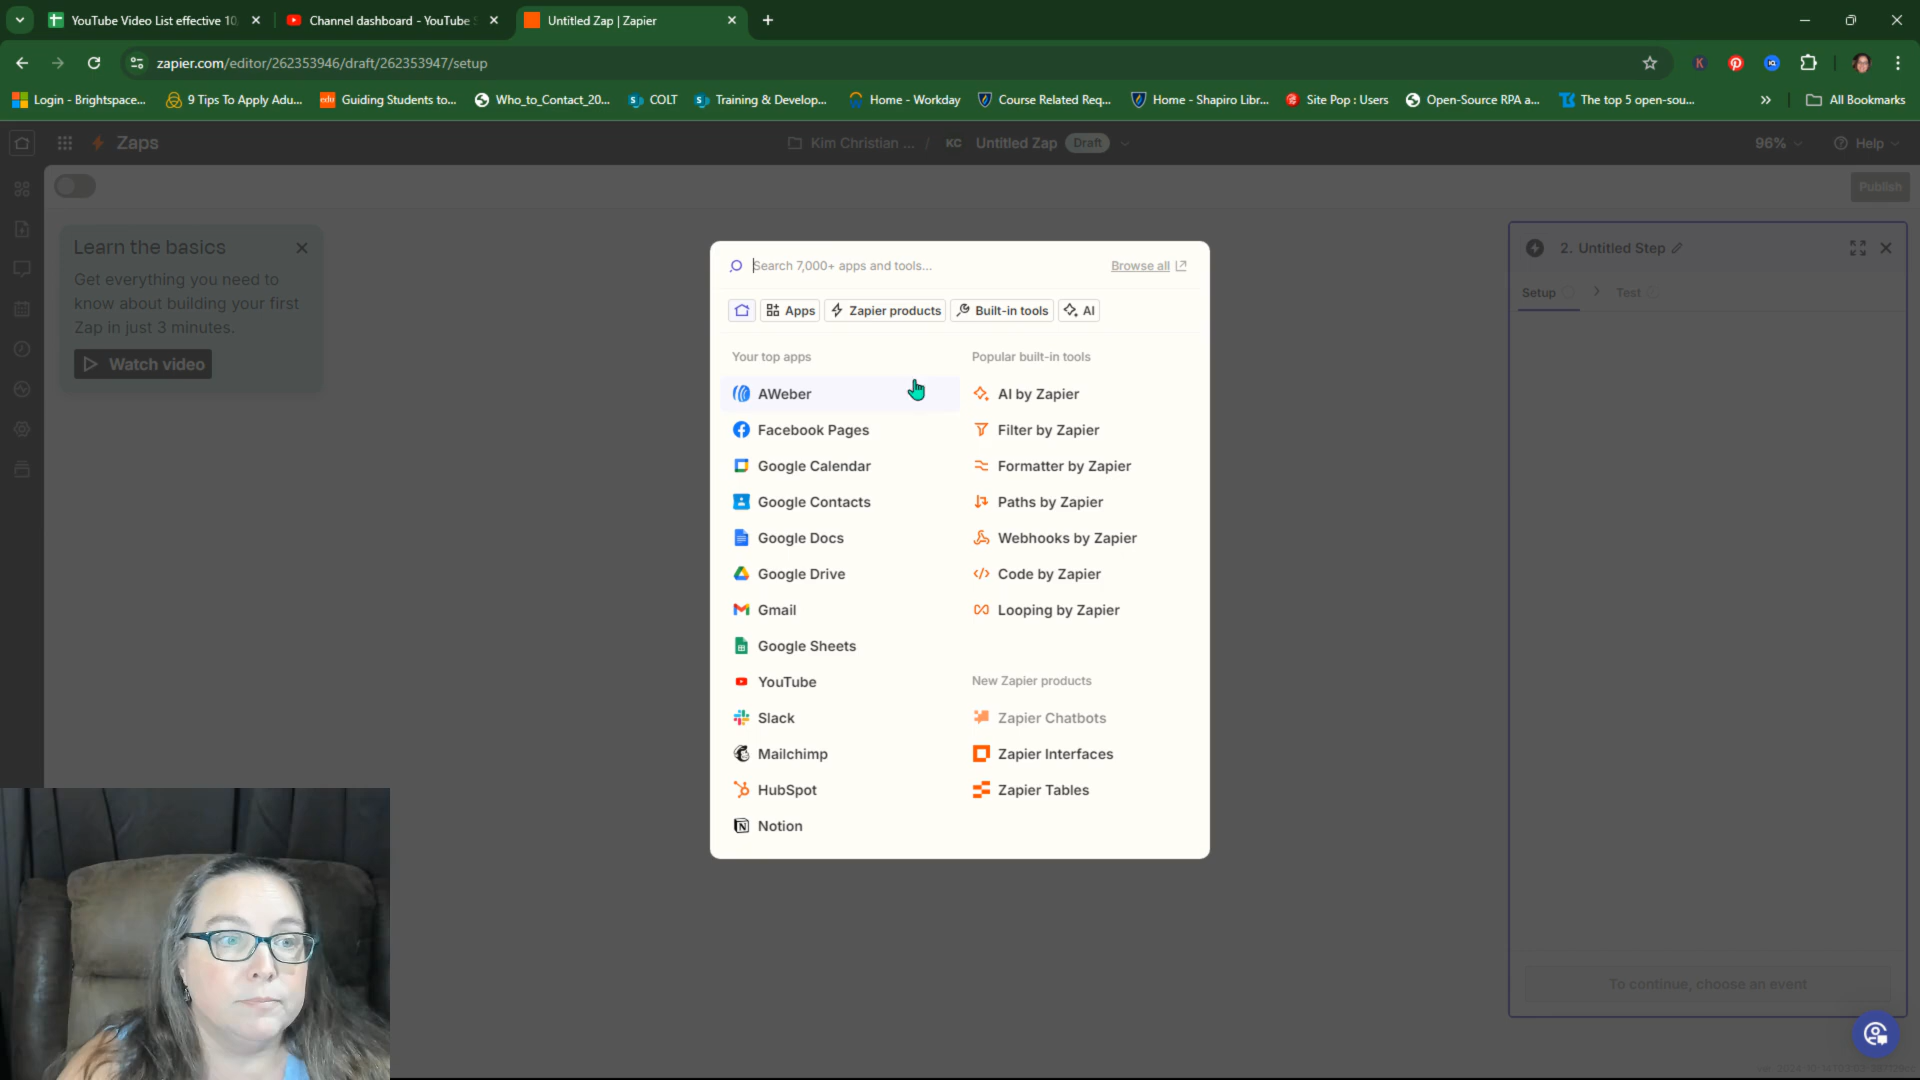 YouTube Video List effective 10
Channel dashboard - YouTube S
Untitled Zap | Zapier
zapier.com/editor/262353946/draft/262353947/setup
Login - Brightspace...
9 Tips To Apply Adu...
Guiding Students to...
Who_to_Contact_20...
COLT
Training & Develop...
Home - Workday
Course Related Req...
Home - Shapiro Libr...
Site Pop : Users
Open-Source RPA a...
The top 5 open-sou...
All Bookmarks
Zaps
Kim Christian ... / KC Untitled Zap Draft
96%
Help
Publish
Learn the basics
Get everything you need to
know about building your first
Zap in just 3 minutes.
Watch video
Search 7,000+ apps and tools...
Browse all
Apps
Zapier products
Built-in tools
AI
Your top apps
AWeber
Facebook Pages
Google Calendar
Google Contacts
Google Docs
Google Drive
Gmail
Google Sheets
YouTube
Slack
Mailchimp
HubSpot
Notion
Popular built-in tools
AI by Zapier
Filter by Zapier
Formatter by Zapier
Paths by Zapier
Webhooks by Zapier
Code by Zapier
Looping by Zapier
New Zapier products
Zapier Chatbots
Zapier Interfaces
Zapier Tables
2. Untitled Step
Setup
Test
To continue, choose an event